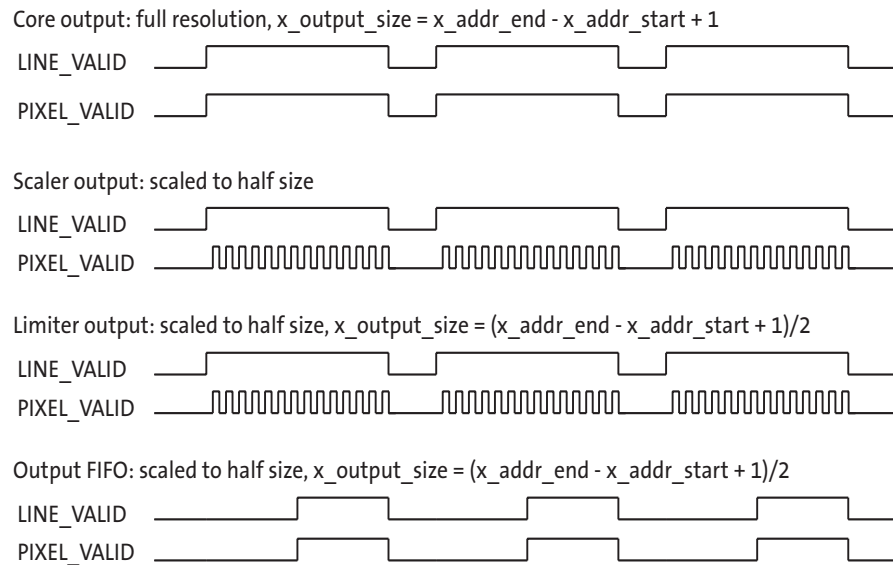 Core output: full resolution, x_output_size = x_addr_end - x_addr_start + 1
LINE_VALID
PIXEL_VALID
Scaler output: scaled to half size
LINE_VALID
PIXEL_VALID
Limiter output: scaled to half size, x_output_size = (x_addr_end - x_addr_start + 1)/2
LINE_VALID
PIXEL_VALID
Output FIFO: scaled to half size, x_output_size = (x_addr_end - x_addr_start + 1)/2
LINE_VALID
PIXEL_VALID